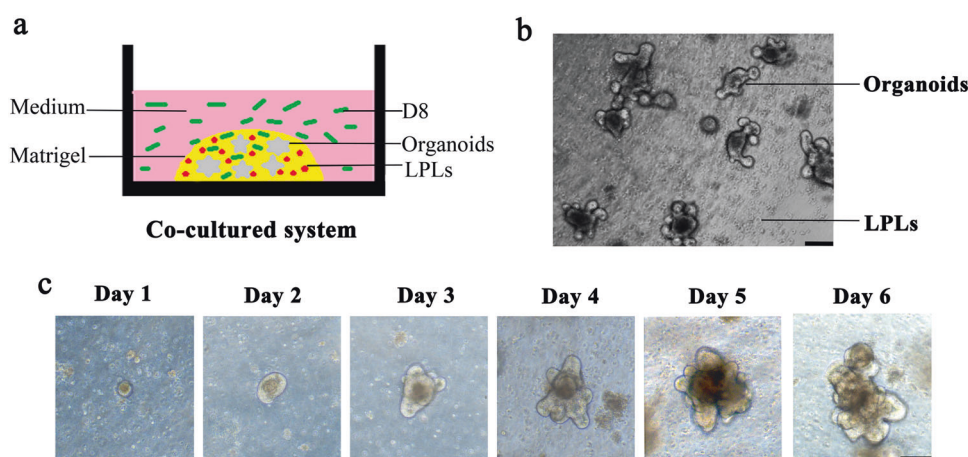 a
Medium
Matrigel
D8
Organoids
LPLs
Co-cultured system
b
Organoids
LPLs
c
Day 1
Day 2
Day 3
Day 4
Day 5
Day 6